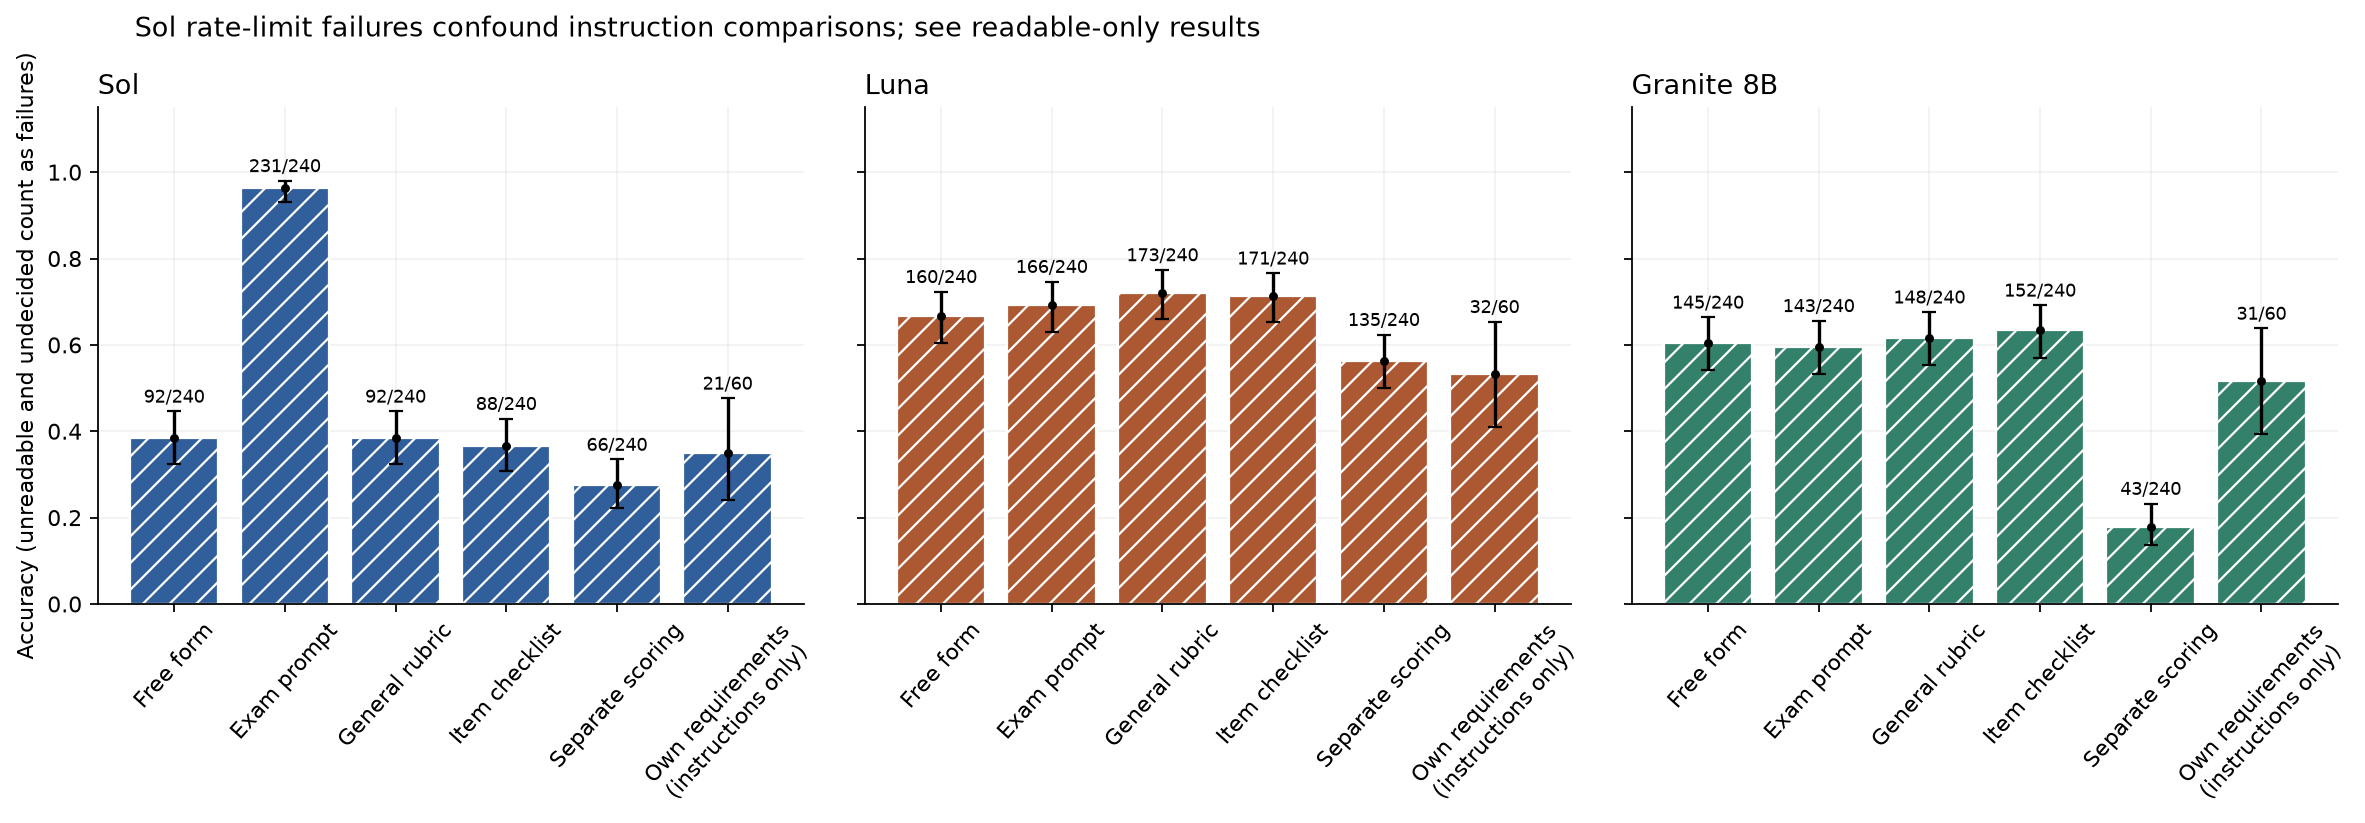 Sol rate-limit failures confound instruction comparisons; see readable-only results
Accuracy (unreadable and undecided count as failures)
Sol
1.0
0.8
0.6
0.4
0.2
0.0
92/240
231/240
92/240
88/240
66/240
21/60
Free form
Exam prompt
General rubric
Item checklist
Separate scoring
Own requirements
(instructions only)
Luna
160/240
166/240
173/240
171/240
135/240
32/60
Free form
Exam prompt
General rubric
Item checklist
Separate scoring
Own requirements
(instructions only)
Granite 8B
145/240
143/240
148/240
152/240
43/240
31/60
Free form
Exam prompt
General rubric
Item checklist
Separate scoring
Own requirements
(instructions only)